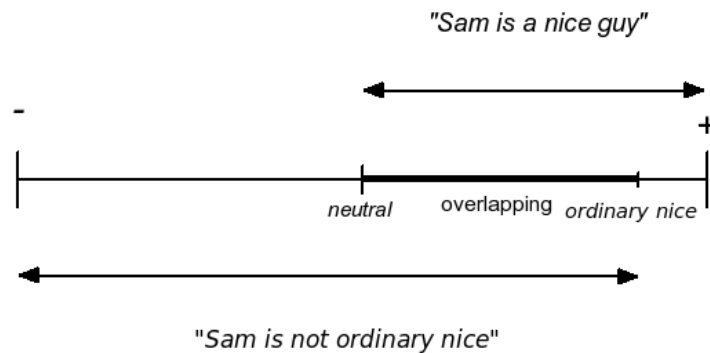 "Sam is a nice guy"
-
+
neutral
overlapping
ordinary nice
"Sam is not ordinary nice"